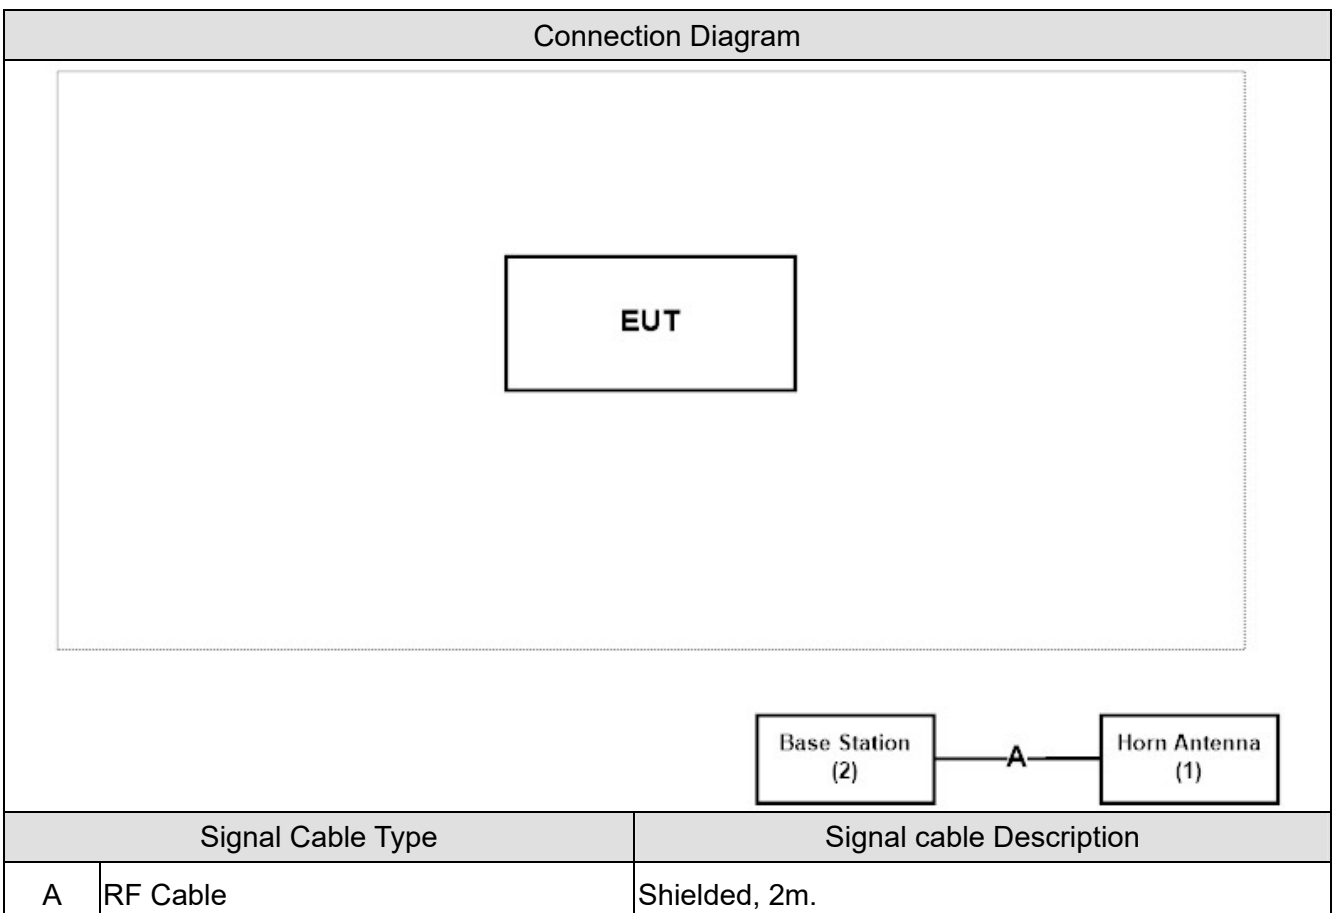 Connection Diagram
EUT
Base Station
(2)
A
Horn Antenna
(1)
Signal Cable Type
Signal cable Description
A
RF Cable
Shielded, 2m.